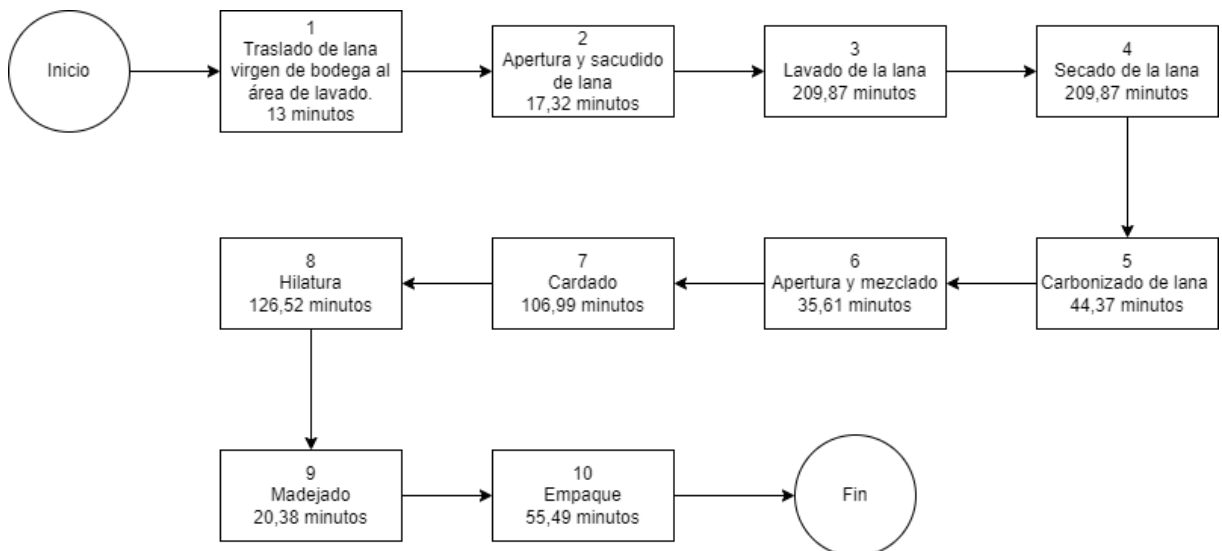 Inicio
1
Traslado de lana
virgen de bodega al
área de lavado.
13 minutos
2
Apertura y sacudido
de lana
17,32 minutos
3
Lavado de la lana
209,87 minutos
4
Secado de la lana
209,87 minutos
5
Carbonizado de lana
44,37 minutos
6
Apertura y mezclado
35,61 minutos
7
Cardado
106,99 minutos
8
Hilatura
126,52 minutos
9
Madejado
20,38 minutos
10
Empaque
55,49 minutos
Fin